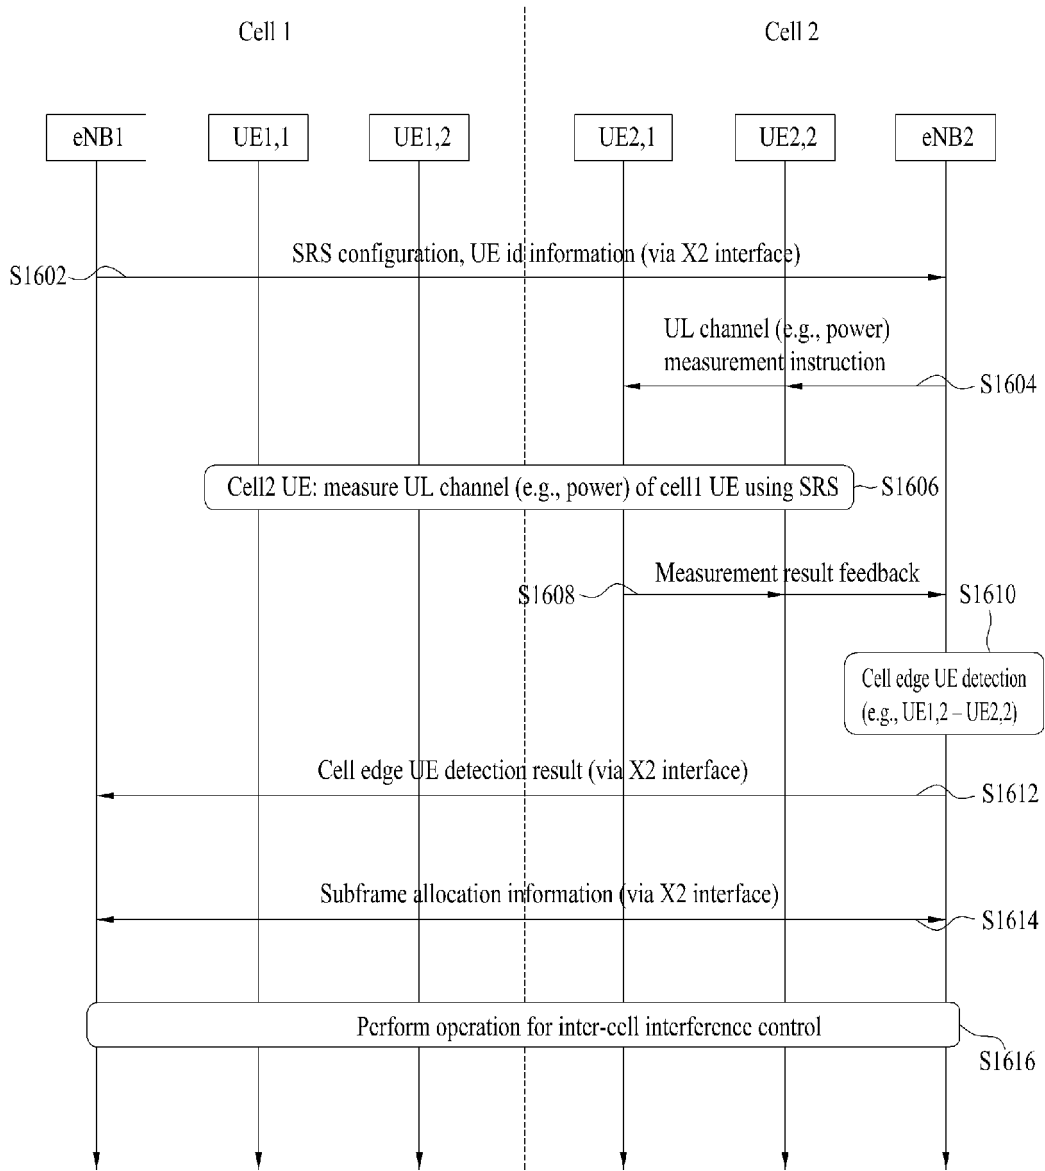 Cell 1
Cell 2
eNB1
UE1,1
UE1,2
UE2,1
UE2,2
eNB2
SRS configuration, UE id information (via X2 interface)
S1602
UL channel (e.g., power)
measurement instruction
S1604
Cell2 UE: measure UL channel (e.g., power) of cell1 UE using SRS
S1606
Measurement result feedback
S1608
S1610
Cell edge UE detection
(e.g., UE1,2 – UE2,2)
Cell edge UE detection result (via X2 interface)
S1612
Subframe allocation information (via X2 interface)
S1614
Perform operation for inter-cell interference control
S1616